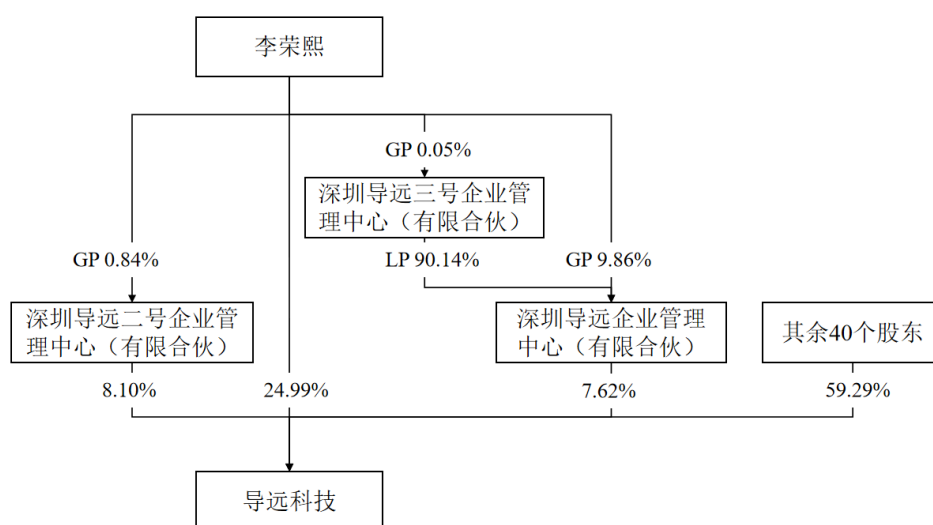 李荣熙
GP 0.05%
深圳导远三号企业管
理中心（有限合伙）
GP 0.84%
LP 90.14%
GP 9.86%
深圳导远二号企业管
理中心（有限合伙）
深圳导远企业管理
中心（有限合伙）
其余40个股东
8.10%
24.99%
7.62%
59.29%
导远科技